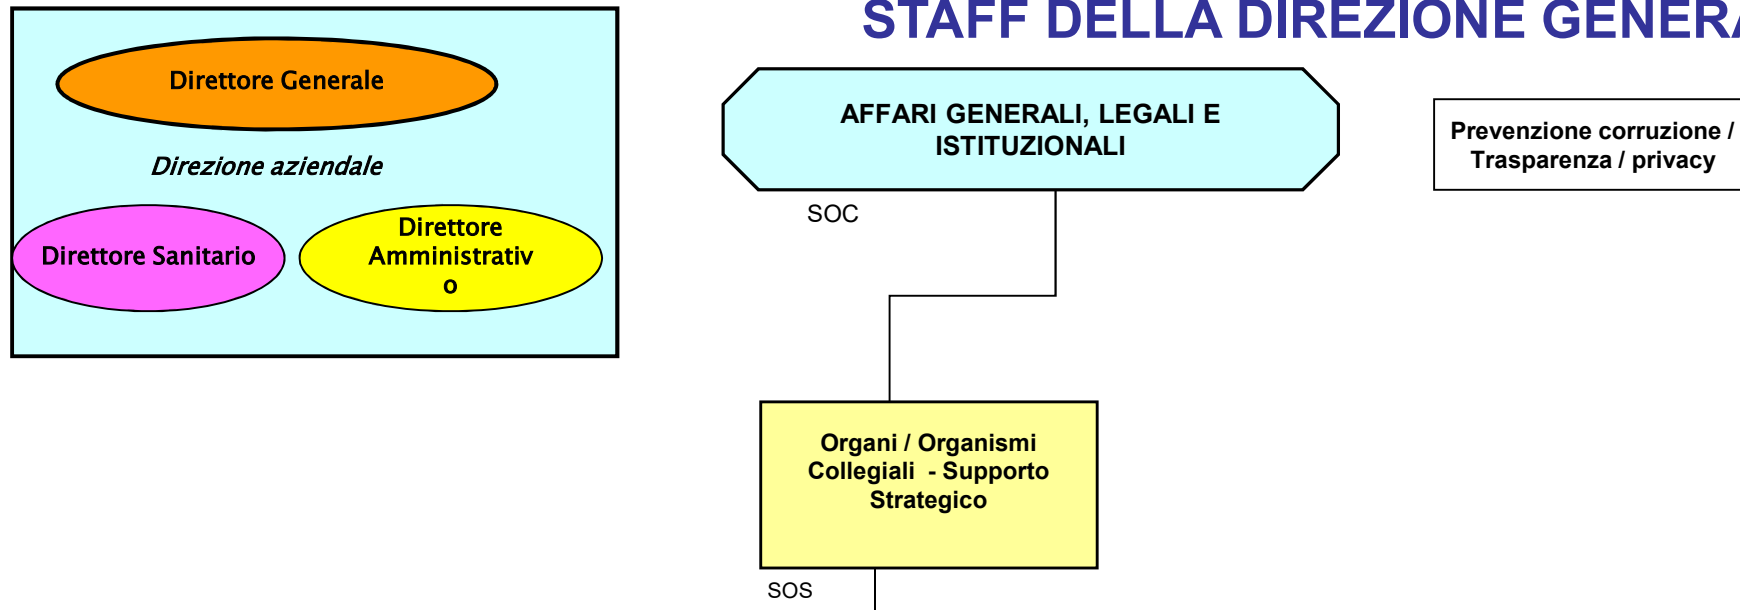 STAFF DELLA DIREZIONE GENERA
Direttore Generale
Direzione aziendale
Direttore Sanitario
Direttore
Amministrativ
o
AFFARI GENERALI, LEGALI E
ISTITUZIONALI
SOC
Prevenzione corruzione /
Trasparenza / privacy
Organi / Organismi
Collegiali - Supporto
Strategico
SOS